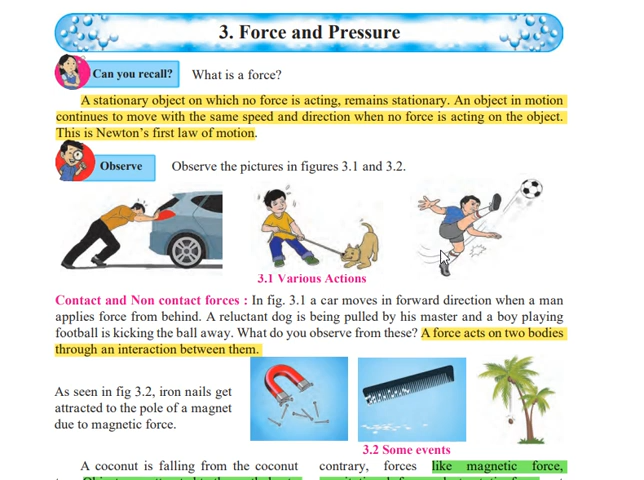 3. Force and Pressure
Can you recall? What is a force?
A stationary object on which no force is acting, remains stationary. An object in motion
continues to move with the same speed and direction when no force is acting on the object.
This is Newton's first law of motion.
Observe Observe the pictures in figures 3.1 and 3.2.
3.1 Various Actions
Contact and Non contact forces : In fig. 3.1 a car moves in forward direction when a man
applies force from behind. A reluctant dog is being pulled by his master and a boy playing
football is kicking the ball away. What do you observe from these? A force acts on two bodies
through an interaction between them.
As seen in fig 3.2, iron nails get
attracted to the pole of a magnet
due to magnetic force.
3.2 Some events
A coconut is falling from the coconut
contrary, forces like magnetic force,